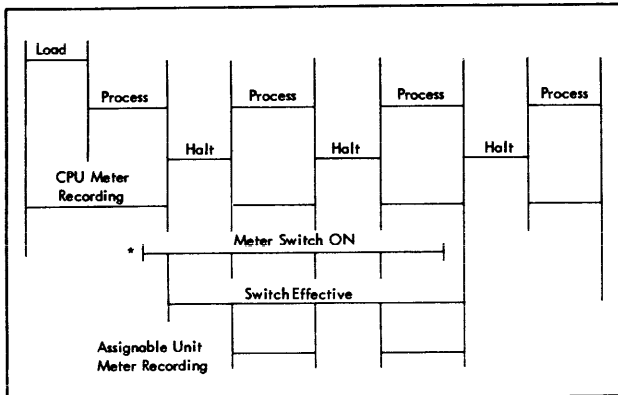 Load
Process
Process
Process
Process
Halt
Halt
Halt
CPU Meter
Recording
* Meter Switch ON
Switch Effective
Assignable Unit
Meter Recording